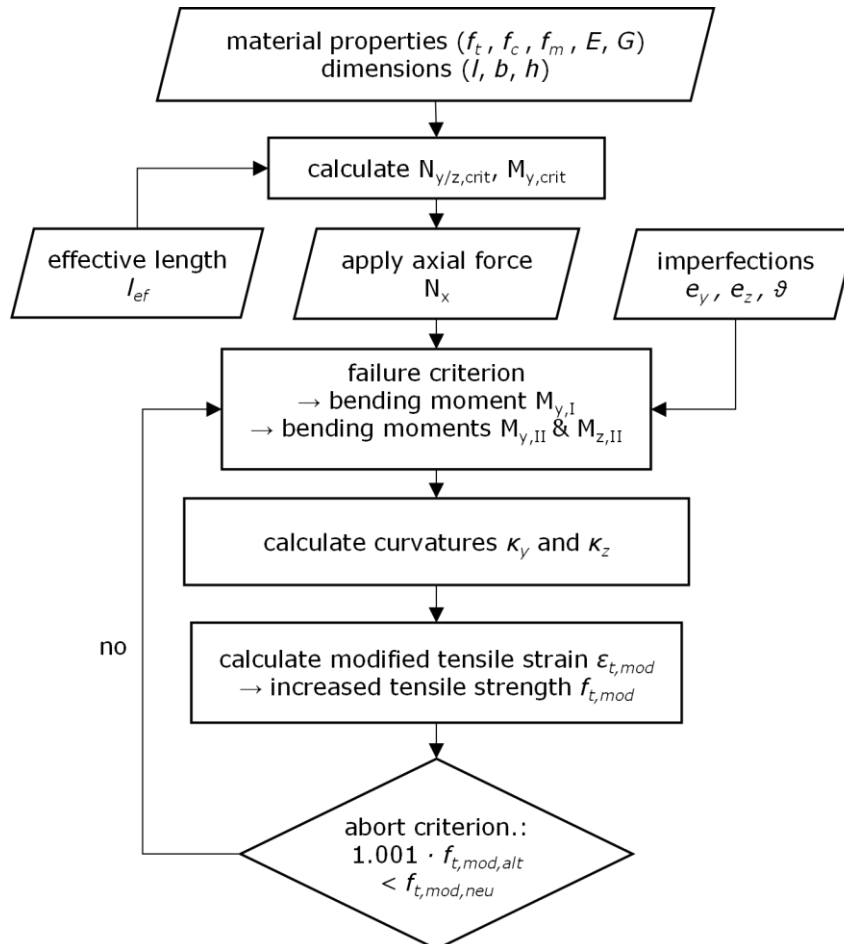 material properties (f_t , f_c , f_m , E, G)
dimensions (l, b, h)
calculate N_y/z,crit, M_y,crit
effective length
l_ef
apply axial force
N_x
imperfections
e_y , e_z , ϑ
failure criterion
→ bending moment M_y,I
→ bending moments M_y,II & M_z,II
calculate curvatures κ_y and κ_z
no
calculate modified tensile strain ε_t,mod
→ increased tensile strength f_t,mod
abort criterion.:
1.001 · f_t,mod,alt
< f_t,mod,neu